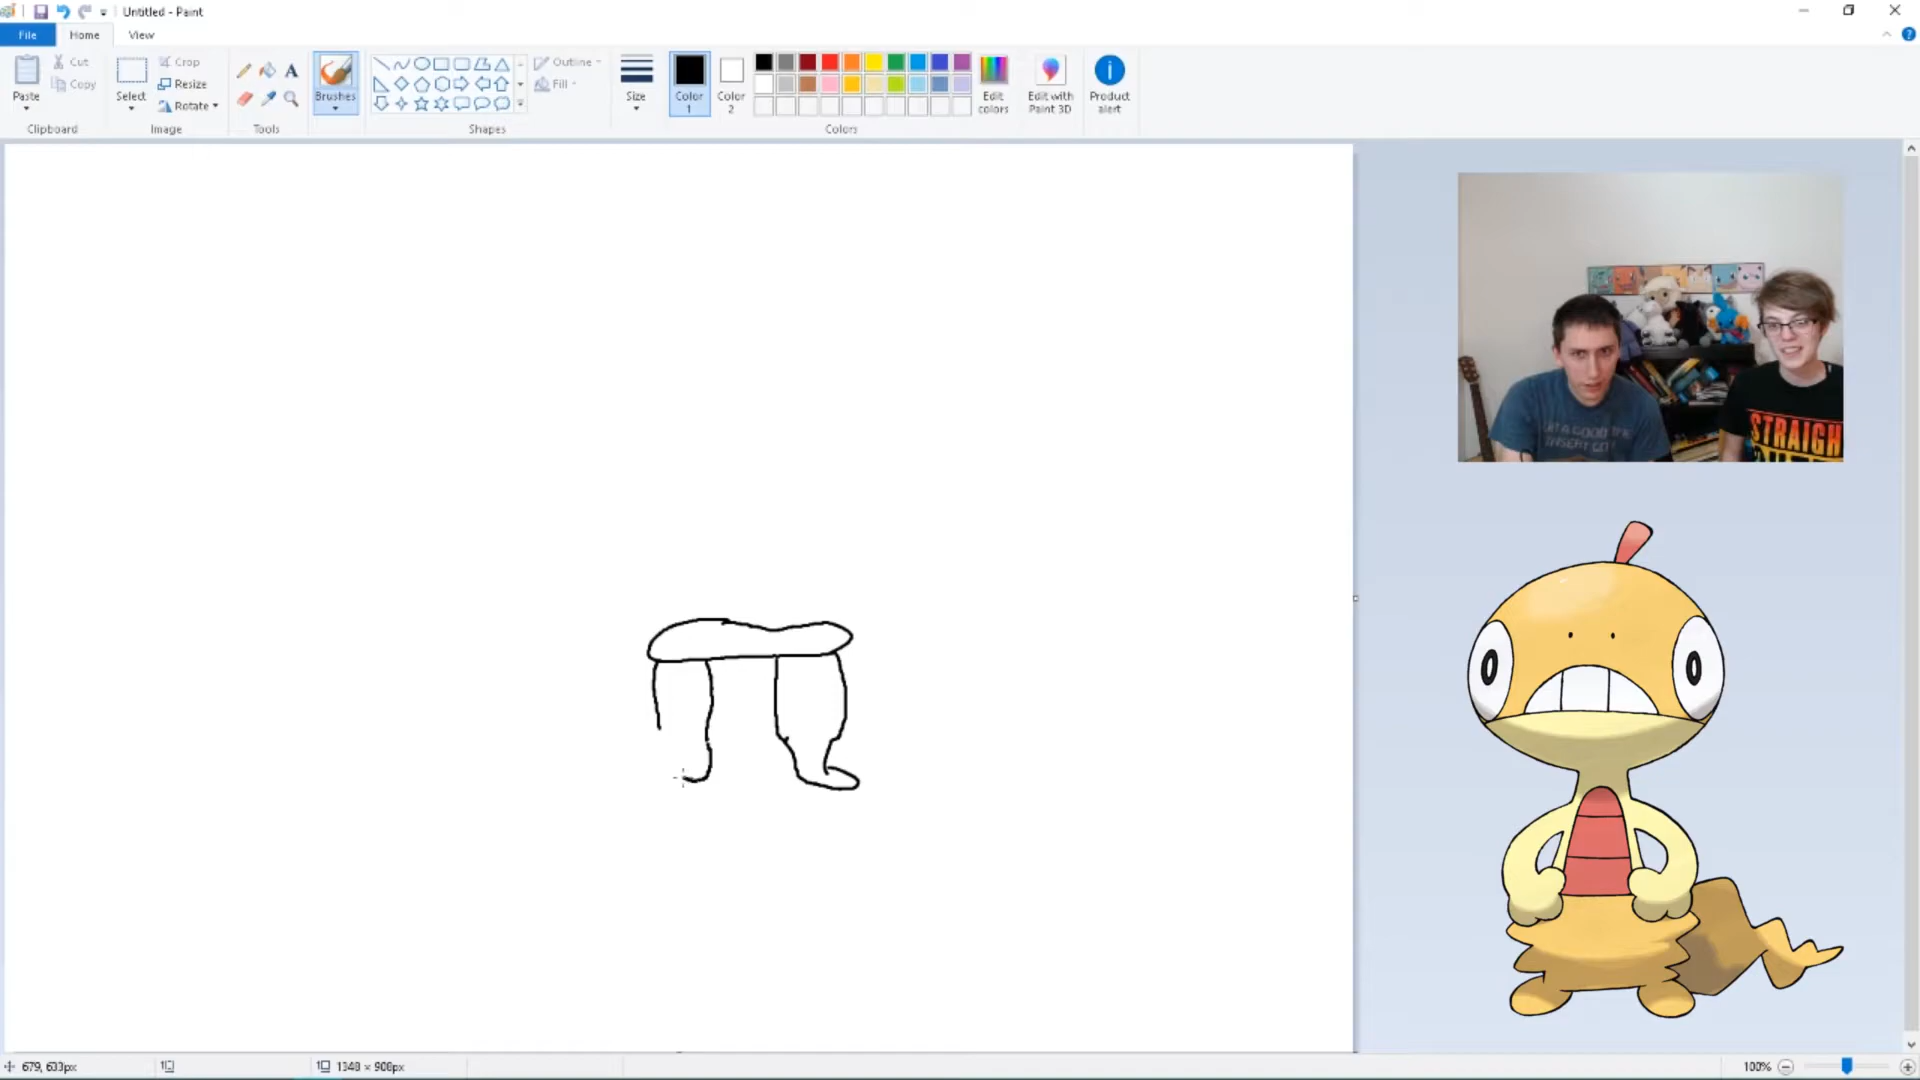 Untitled - Paint
File Home View
Paste
Cut
Copy
Clipboard
Select
Crop
Resize
Rotate
Image
A
Tools
Brushes
Outline
Fill
Shapes
Size
Color 1
Color 2
Edit colors
Colors
Edit with Paint 3D
Product alert
STRAIGH
679, 633px
1348 × 908px
100%